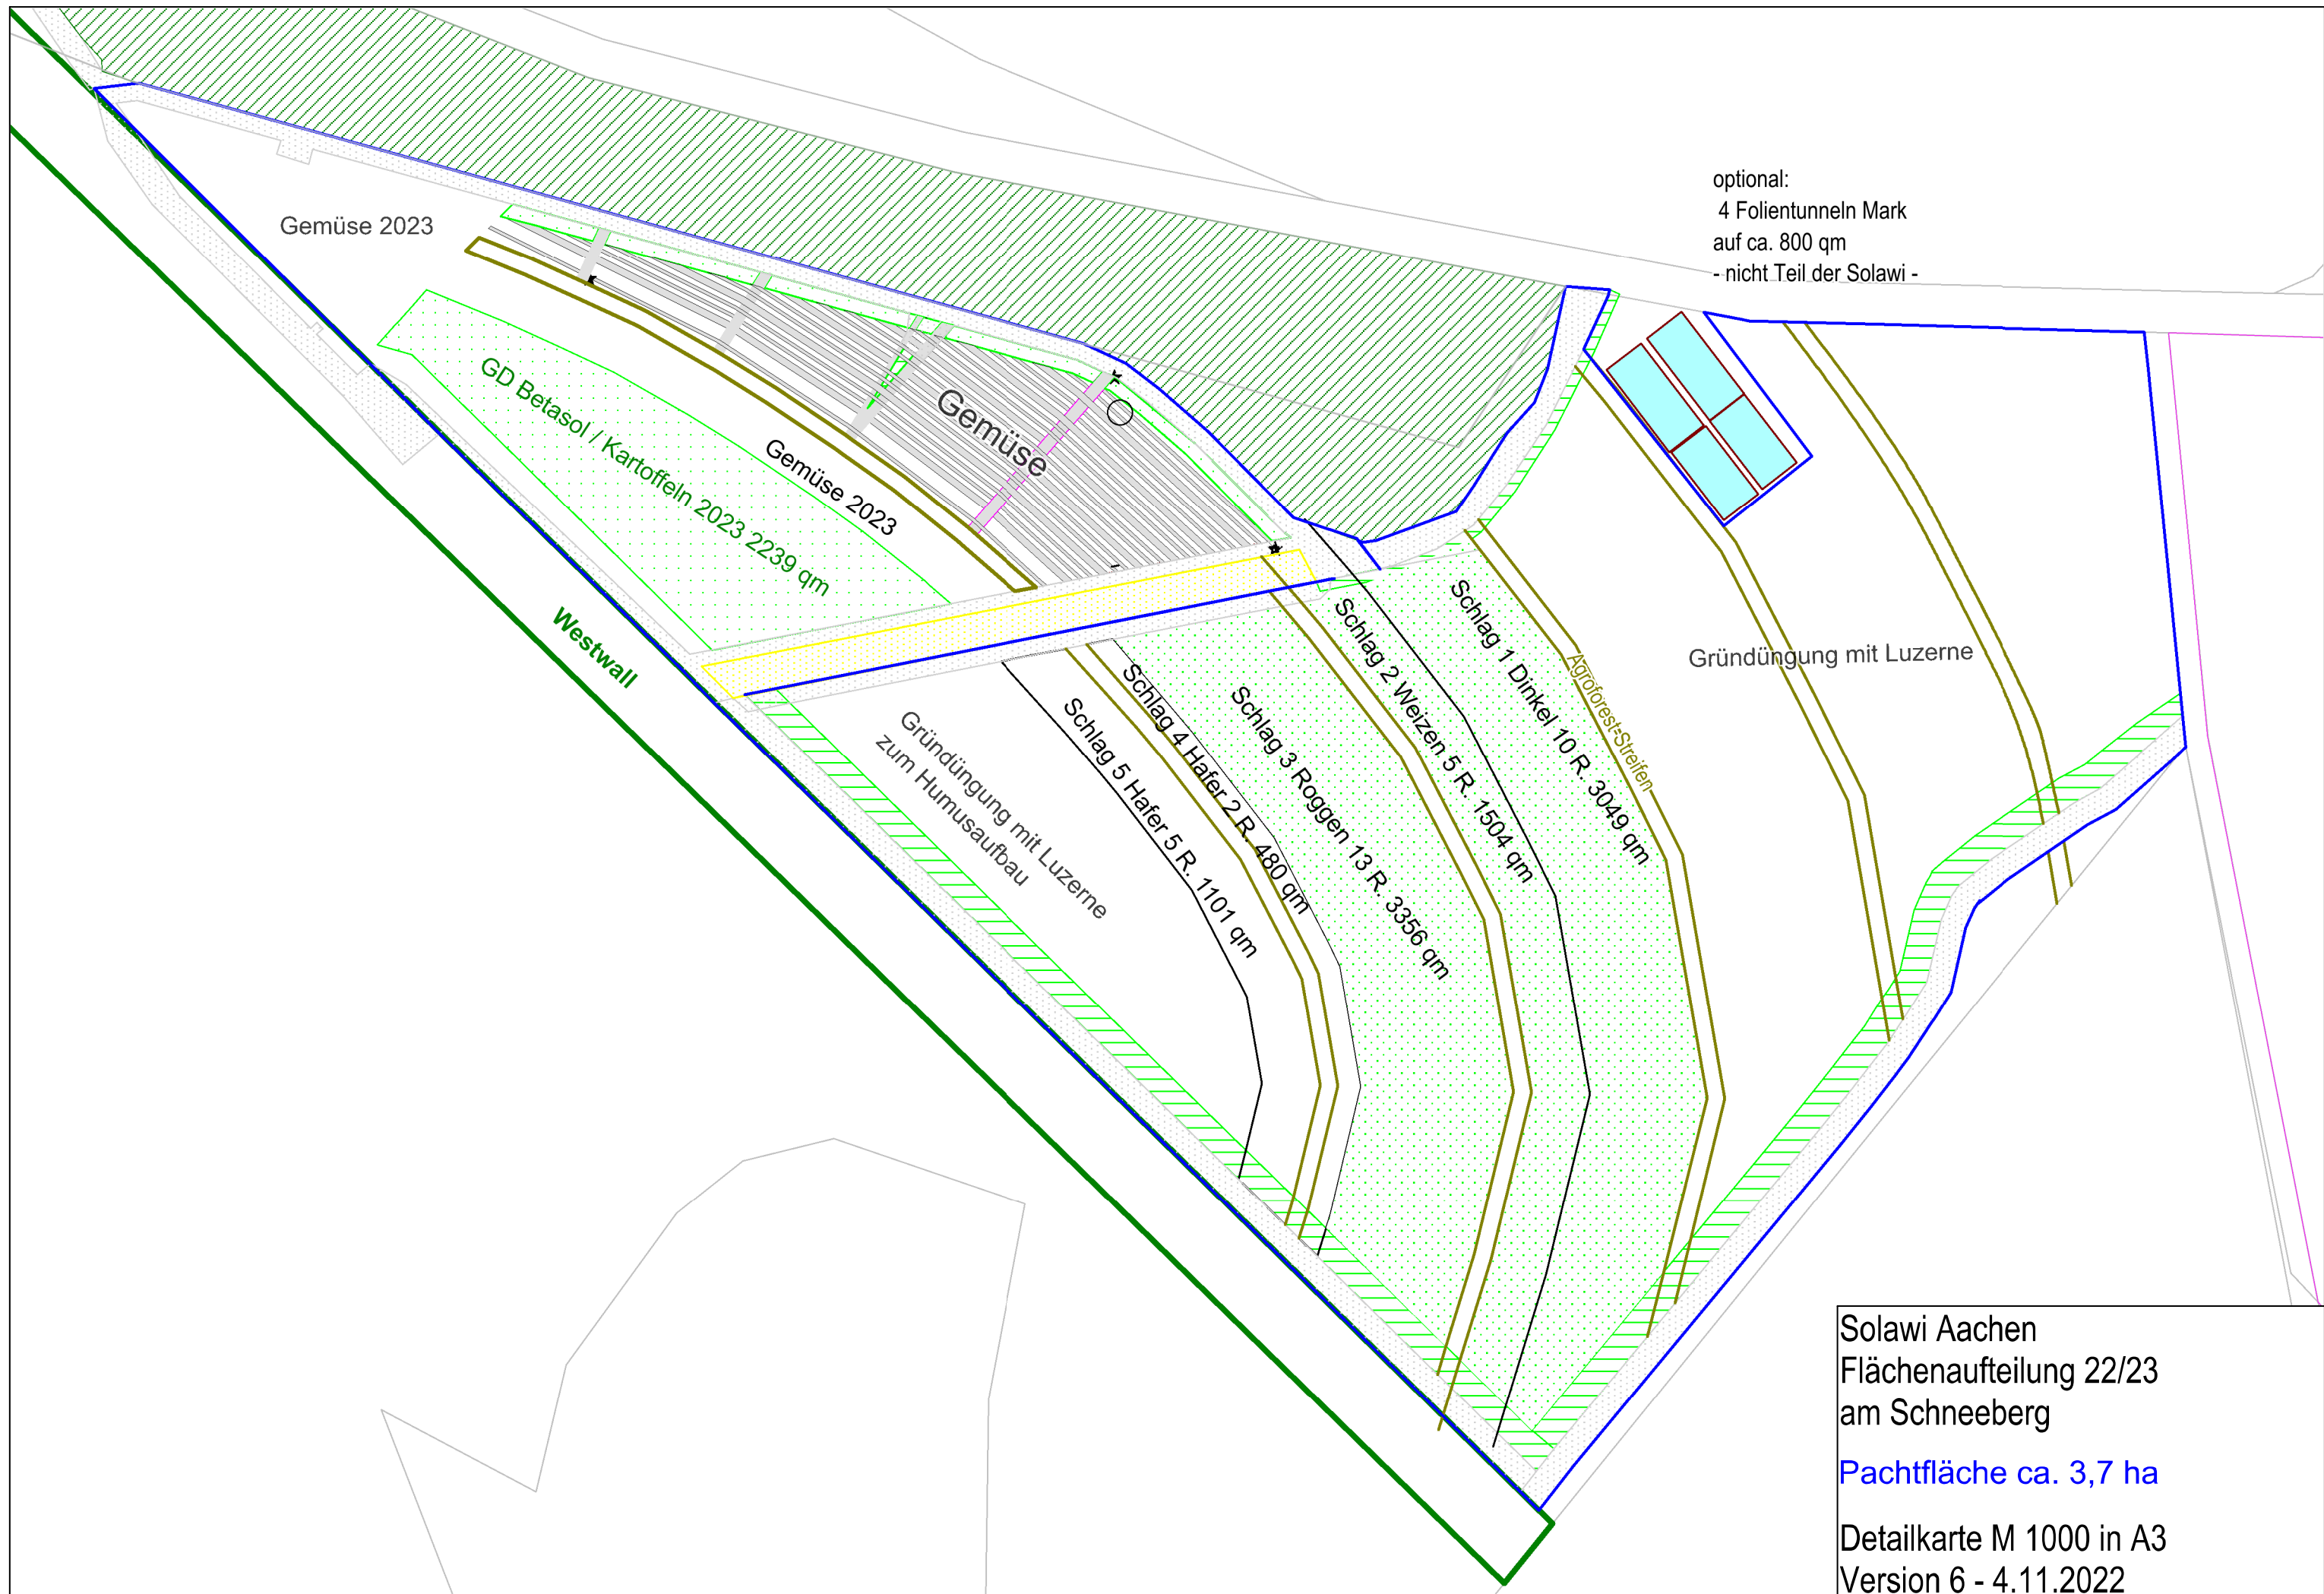 optional:
4 Folientunneln Mark
auf ca. 800 qm
- nicht Teil der Solawi -
Gemüse 2023
GD Betasol / Kartoffeln 2023 2239 qm
Gemüse 2023
Gemüse
Westwall
Gründüngung mit Luzerne
zum Humusaufbau
Schlag 5 Hafer 5 R. 1101 qm
Schlag 4 Hafer 2 R. 480 qm
Schlag 3 Roggen 13 R. 3356 qm
Schlag 2 Weizen 5 R. 1504 qm
Schlag 1 Dinkel 10 R. 3049 qm
Agroforest-Streifen
Gründüngung mit Luzerne
Solawi Aachen
Flächenaufteilung 22/23
am Schneeberg
Pachtfläche ca. 3,7 ha
Detailkarte M 1000 in A3
Version 6 - 4.11.2022